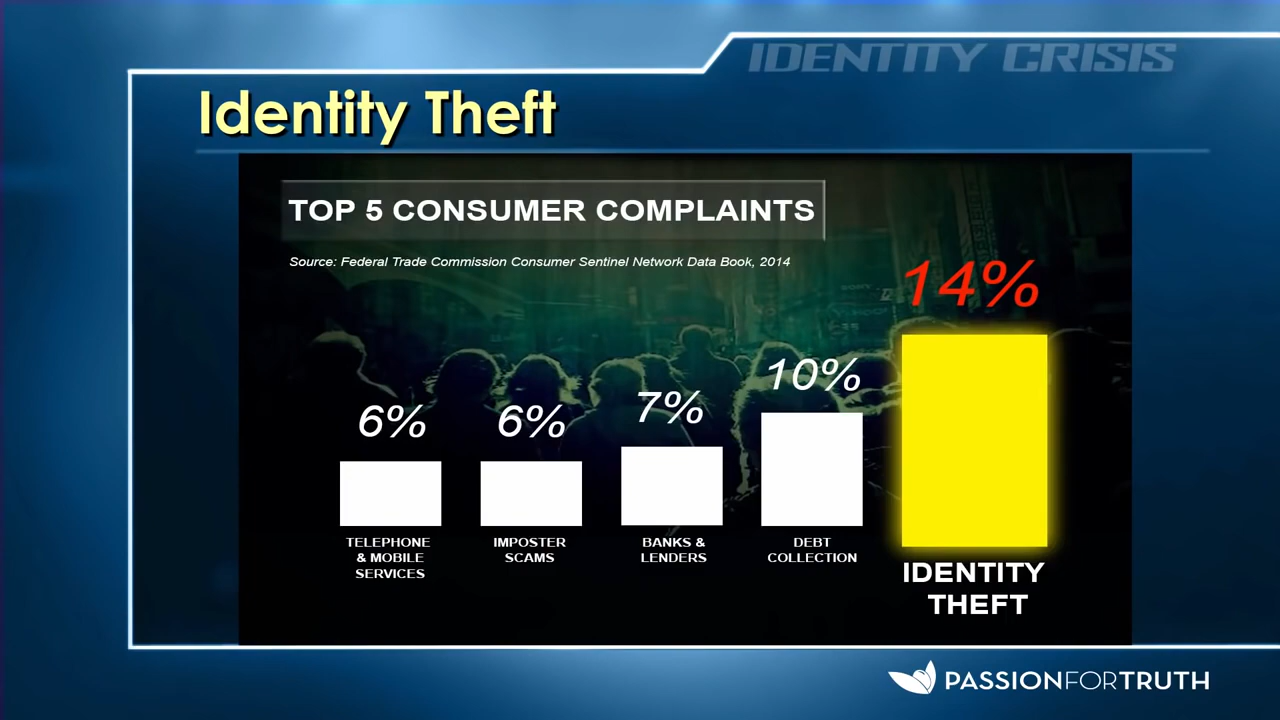 IDENTITY CRISIS
Identity Theft
TOP 5 CONSUMER COMPLAINTS
Source: Federal Trade Commission Consumer Sentinel Network Data Book, 2014
6%
6%
7%
10%
14%
TELEPHONE
& MOBILE
SERVICES
IMPOSTER
SCAMS
BANKS &
LENDERS
DEBT
COLLECTION
IDENTITY
THEFT
PASSIONFORTRUTH